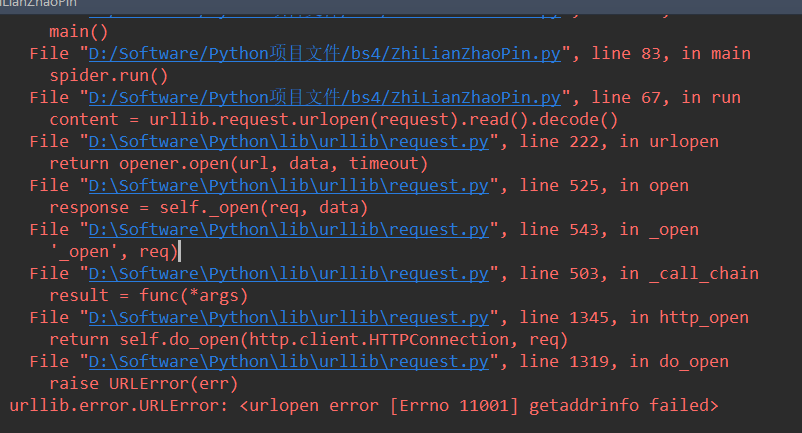 iLianZhaoPin
main()
File "D:/Software/Python项目文件/bs4/ZhiLianZhaoPin.py", line 83, in main
spider.run()
File "D:/Software/Python项目文件/bs4/ZhiLianZhaoPin.py", line 67, in run
content = urllib.request.urlopen(request).read().decode()
File "D:\Software\Python\lib\urllib\request.py", line 222, in urlopen
return opener.open(url, data, timeout)
File "D:\Software\Python\lib\urllib\request.py", line 525, in open
response = self._open(req, data)
File "D:\Software\Python\lib\urllib\request.py", line 543, in _open
'_open', req)
File "D:\Software\Python\lib\urllib\request.py", line 503, in _call_chain
result = func(*args)
File "D:\Software\Python\lib\urllib\request.py", line 1345, in http_open
return self.do_open(http.client.HTTPConnection, req)
File "D:\Software\Python\lib\urllib\request.py", line 1319, in do_open
raise URLError(err)
urllib.error.URLError: <urlopen error [Errno 11001] getaddrinfo failed>